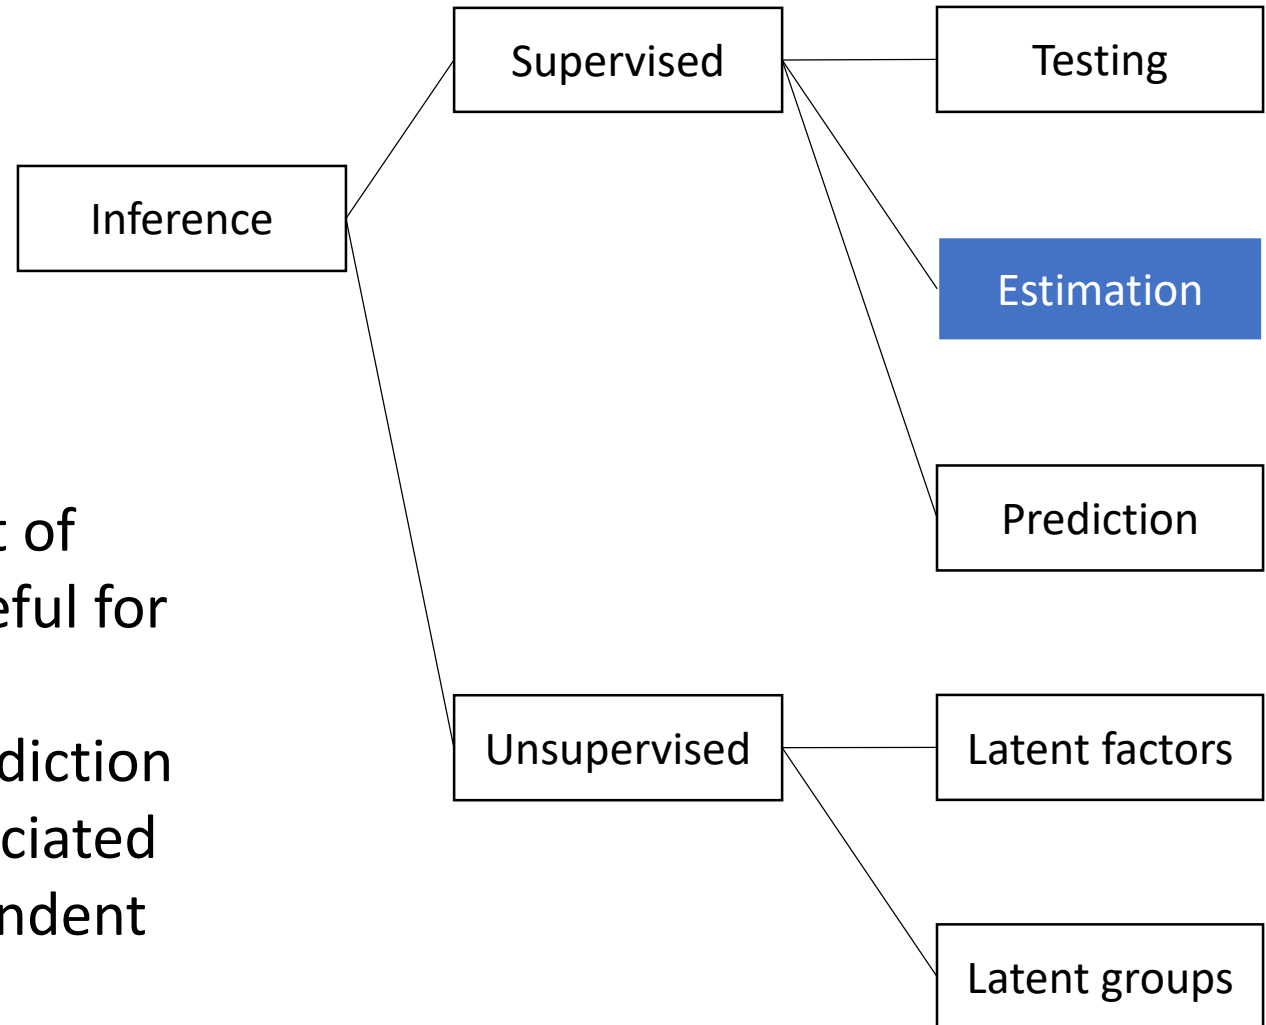 Supervised
Testing
Inference
Estimation
Prediction
t of
eful for
Unsupervised
Latent factors
diction
ciated
ndent
Latent groups